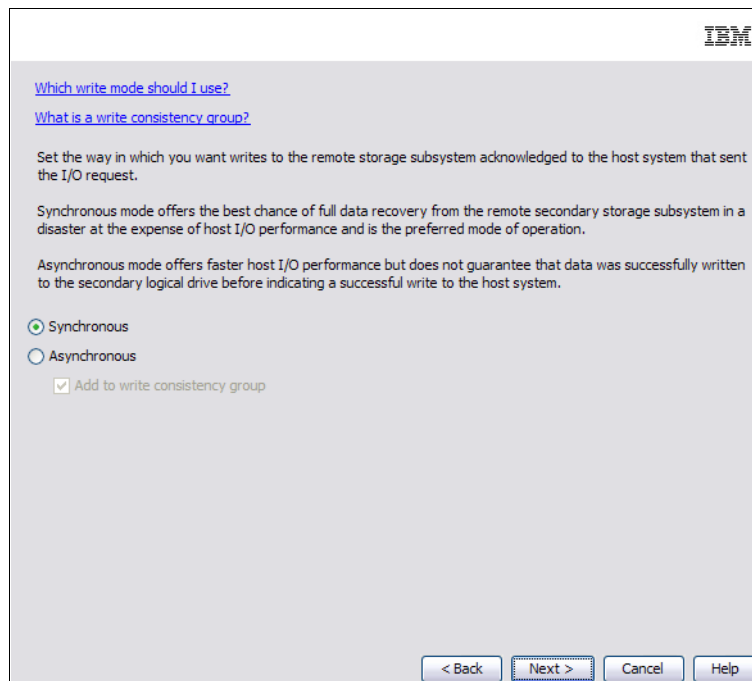 IBM
Which write mode should I use?
What is a write consistency group?
Set the way in which you want writes to the remote storage subsystem acknowledged to the host system that sent
the I/O request.
Synchronous mode offers the best chance of full data recovery from the remote secondary storage subsystem in a
disaster at the expense of host I/O performance and is the preferred mode of operation.
Asynchronous mode offers faster host I/O performance but does not guarantee that data was successfully written
to the secondary logical drive before indicating a successful write to the host system.
Synchronous
Asynchronous
Add to write consistency group
< Back Next > Cancel Help